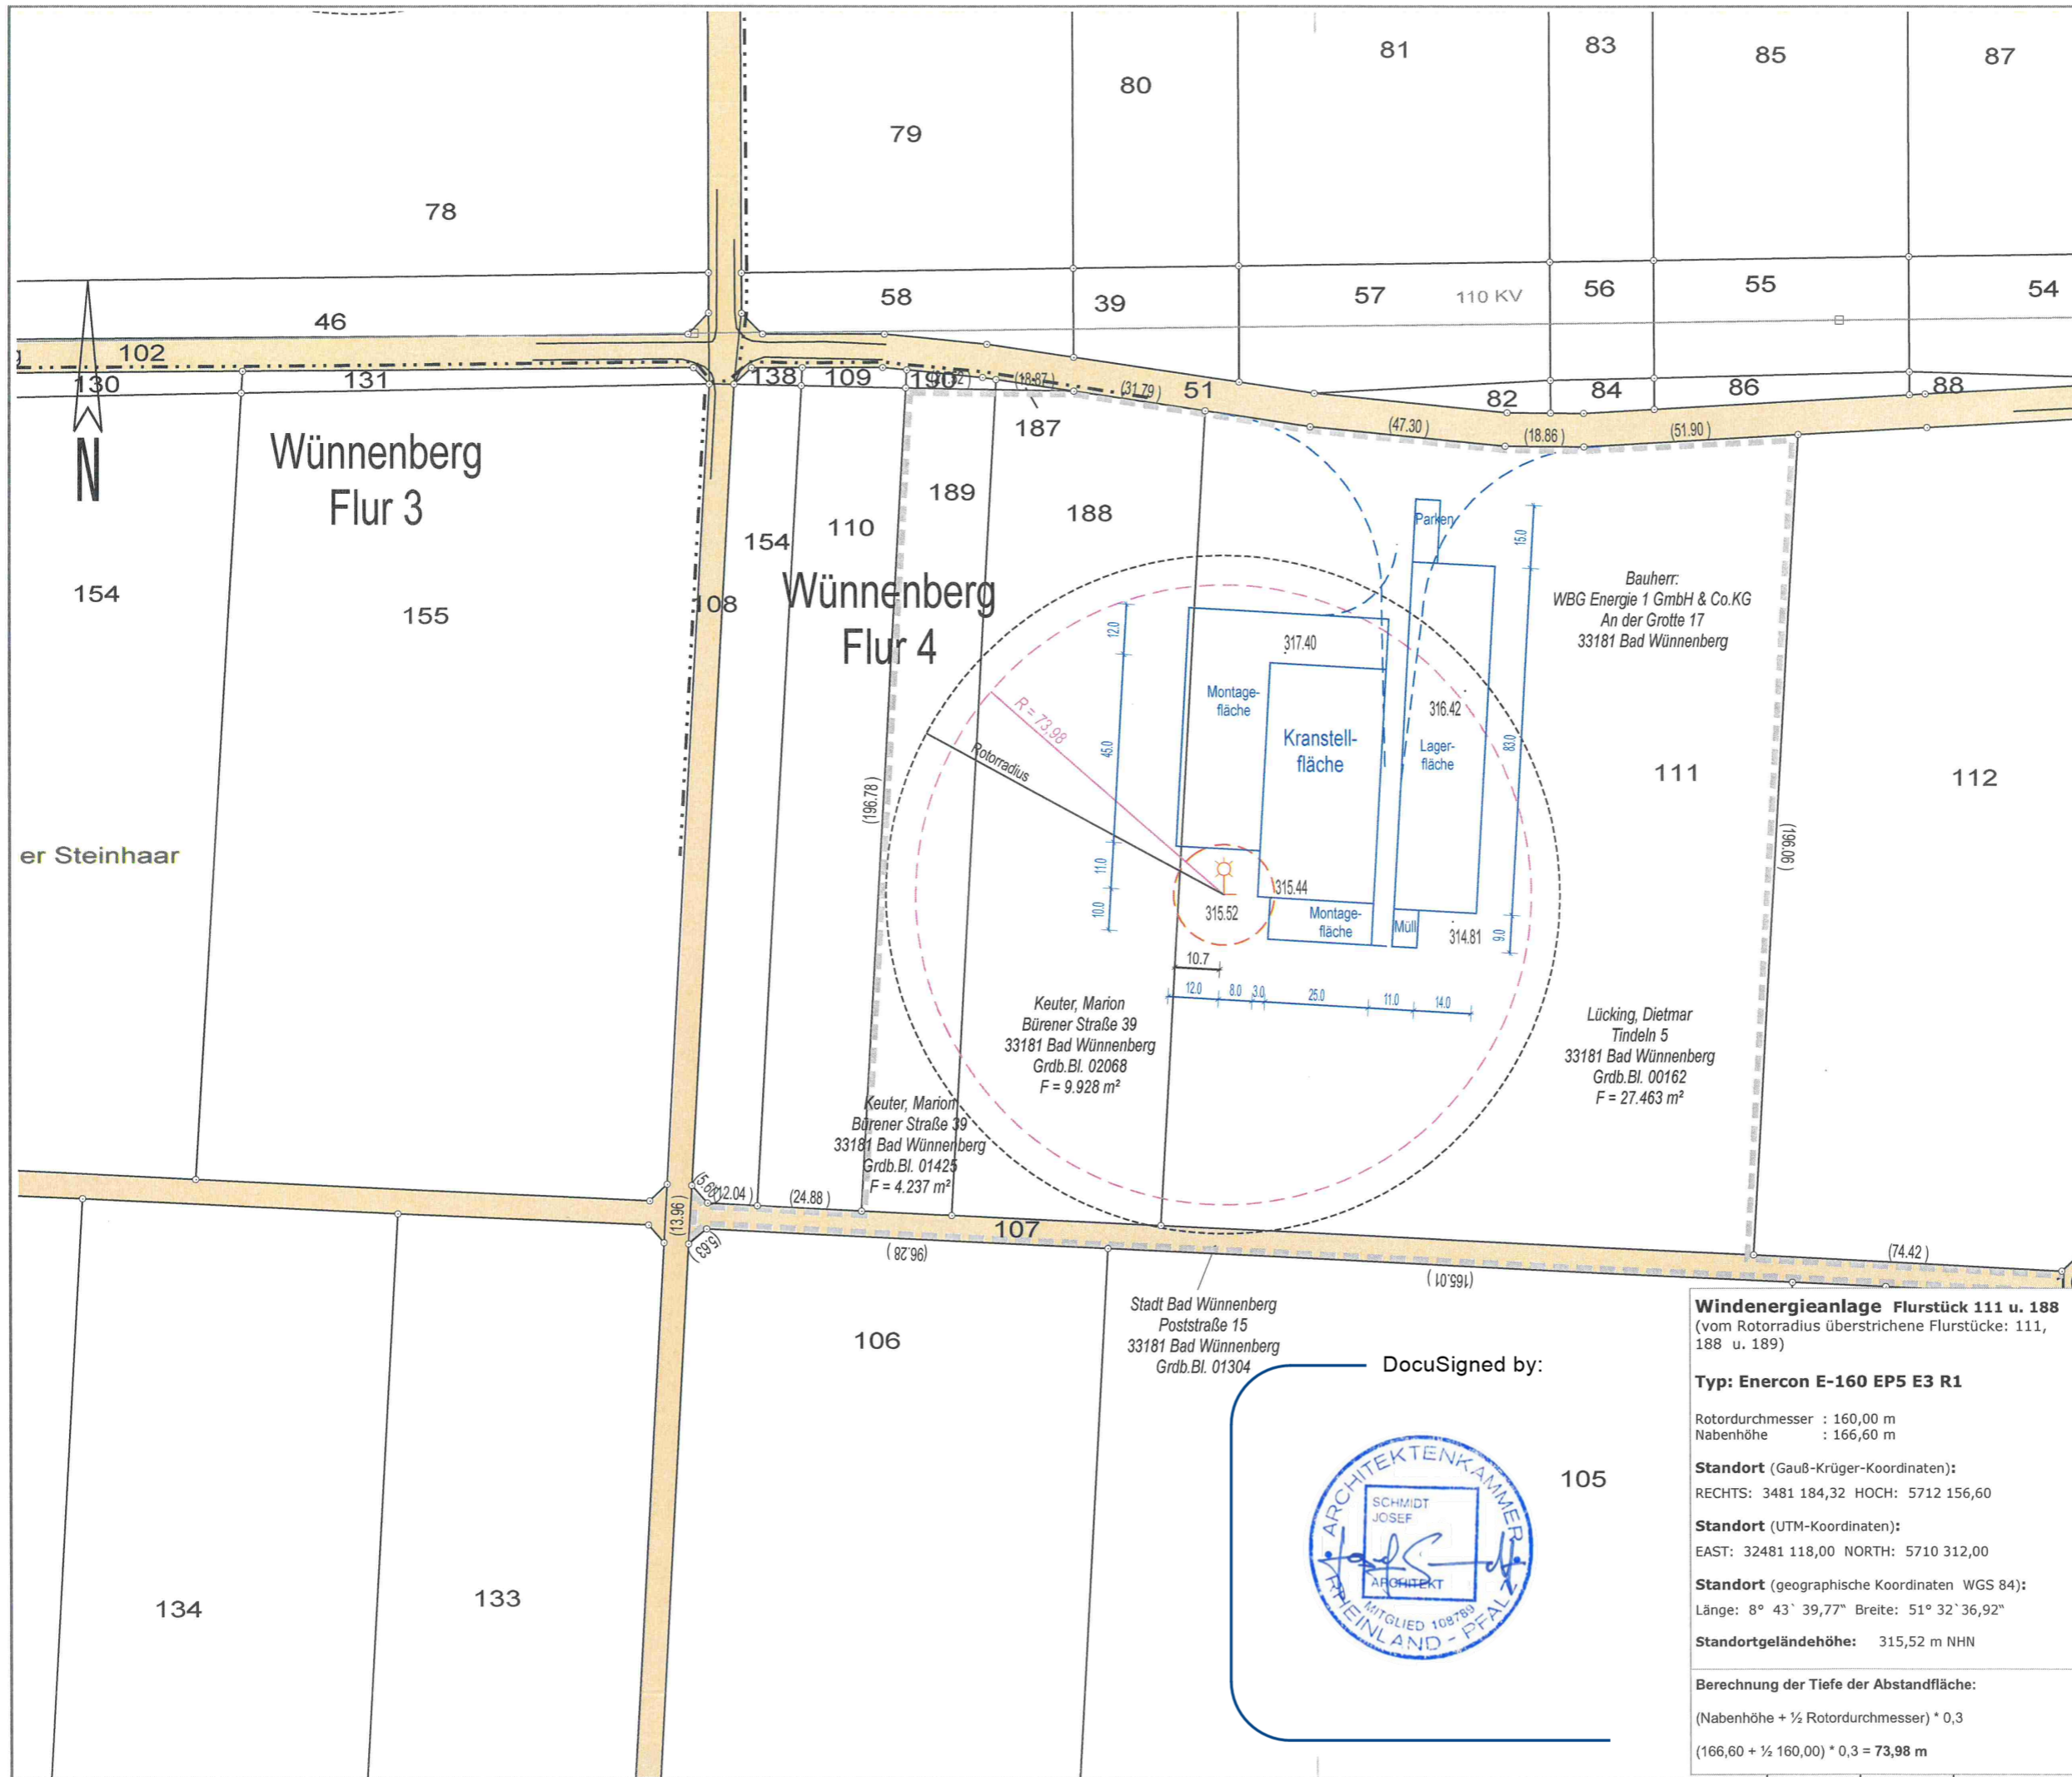 81
83
85
87
80
79
78
58
39
57
110 KV
56
55
54
46
102
130
131
138
109
190
(18.87)
(31.79)
51
82
84
86
88
187
(47.30)
(18.86)
(51.90)
Wünnenberg
Flur 3
N
189
188
110
154
Parken
15.0
154
155
108
Wünnenberg
Flur 4
Bauherr:
WBG Energie 1 GmbH & Co.KG
An der Grotte 17
33181 Bad Wünnenberg
12.0
317.40
Montage-
fläche
R = 73,98
316.42
Kranstell-
fläche
Lager-
fläche
45.0
83.0
Rotorradius
111
112
(196.78)
(196.06)
er Steinhaar
11.0
10.0
315.44
315.52
Montage-
fläche
Müll
314.81
9.0
10.7
12.0
8.0
3.0
25.0
11.0
14.0
Keuter, Marion
Bürener Straße 39
33181 Bad Wünnenberg
Grdb.Bl. 02068
F = 9.928 m²
Lücking, Dietmar
Tindeln 5
33181 Bad Wünnenberg
Grdb.Bl. 00162
F = 27.463 m²
Keuter, Marion
Bürener Straße 39
33181 Bad Wünnenberg
Grdb.Bl. 01425
F = 4.237 m²
(12.04)
(24.88)
(13.96)
(5.63)
107
(96.28)
(165.01)
(74.42)
106
Stadt Bad Wünnenberg
Poststraße 15
33181 Bad Wünnenberg
Grdb.Bl. 01304
DocuSigned by:
ARCHITEKTENKAMMER
SCHMIDT
JOSEF
ARCHITEKT
MITGLIED 108789
RHEINLAND - PFALZ
105
134
133
Windenergieanlage Flurstück 111 u. 188
(vom Rotorradius überstrichene Flurstücke: 111,
188 u. 189)
Typ: Enercon E-160 EP5 E3 R1
Rotordurchmesser : 160,00 m
Nabenhöhe : 166,60 m
Standort (Gauß-Krüger-Koordinaten):
RECHTS: 3481 184,32 HOCH: 5712 156,60
Standort (UTM-Koordinaten):
EAST: 32481 118,00 NORTH: 5710 312,00
Standort (geographische Koordinaten WGS 84):
Länge: 8° 43` 39,77“ Breite: 51° 32`36,92“
Standortgeländehöhe: 315,52 m NHN
Berechnung der Tiefe der Abstandfläche:
(Nabenhöhe + ½ Rotordurchmesser) * 0,3
(166,60 + ½ 160,00) * 0,3 = 73,98 m